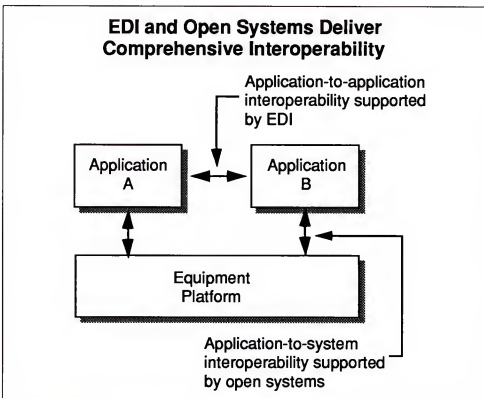 EDI and Open Systems Deliver
Comprehensive Interoperability
Application-to-application
interoperability supported
by EDI
Application
A
Application
B
Equipment
Platform
Application-to-system
interoperability supported
by open systems